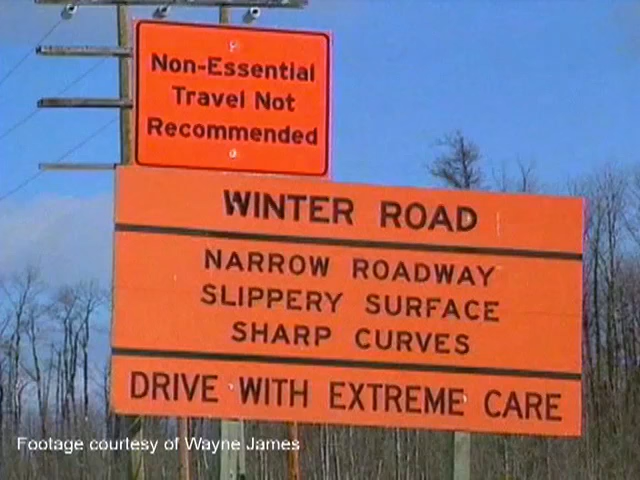 Non-Essential
Travel Not
Recommended
WINTER ROAD
NARROW ROADWAY
SLIPPERY SURFACE
SHARP CURVES
DRIVE WITH EXTREME CARE
Footage courtesy of Wayne James